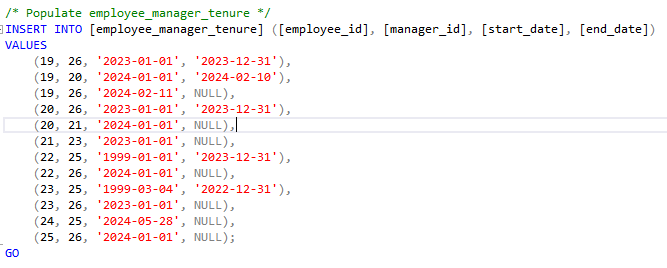 /* Populate employee_manager_tenure */
INSERT INTO [employee_manager_tenure] ([employee_id], [manager_id], [start_date], [end_date])
VALUES
(19, 26, '2023-01-01', '2023-12-31'),
(19, 20, '2024-01-01', '2024-02-10'),
(19, 26, '2024-02-11', NULL),
(20, 26, '2023-01-01', '2023-12-31'),
(20, 21, '2024-01-01', NULL),
(21, 23, '2023-01-01', NULL),
(22, 25, '1999-01-01', '2023-12-31'),
(22, 26, '2024-01-01', NULL),
(23, 25, '1999-03-04', '2022-12-31'),
(23, 26, '2023-01-01', NULL),
(24, 25, '2024-05-28', NULL),
(25, 26, '2024-01-01', NULL);
GO